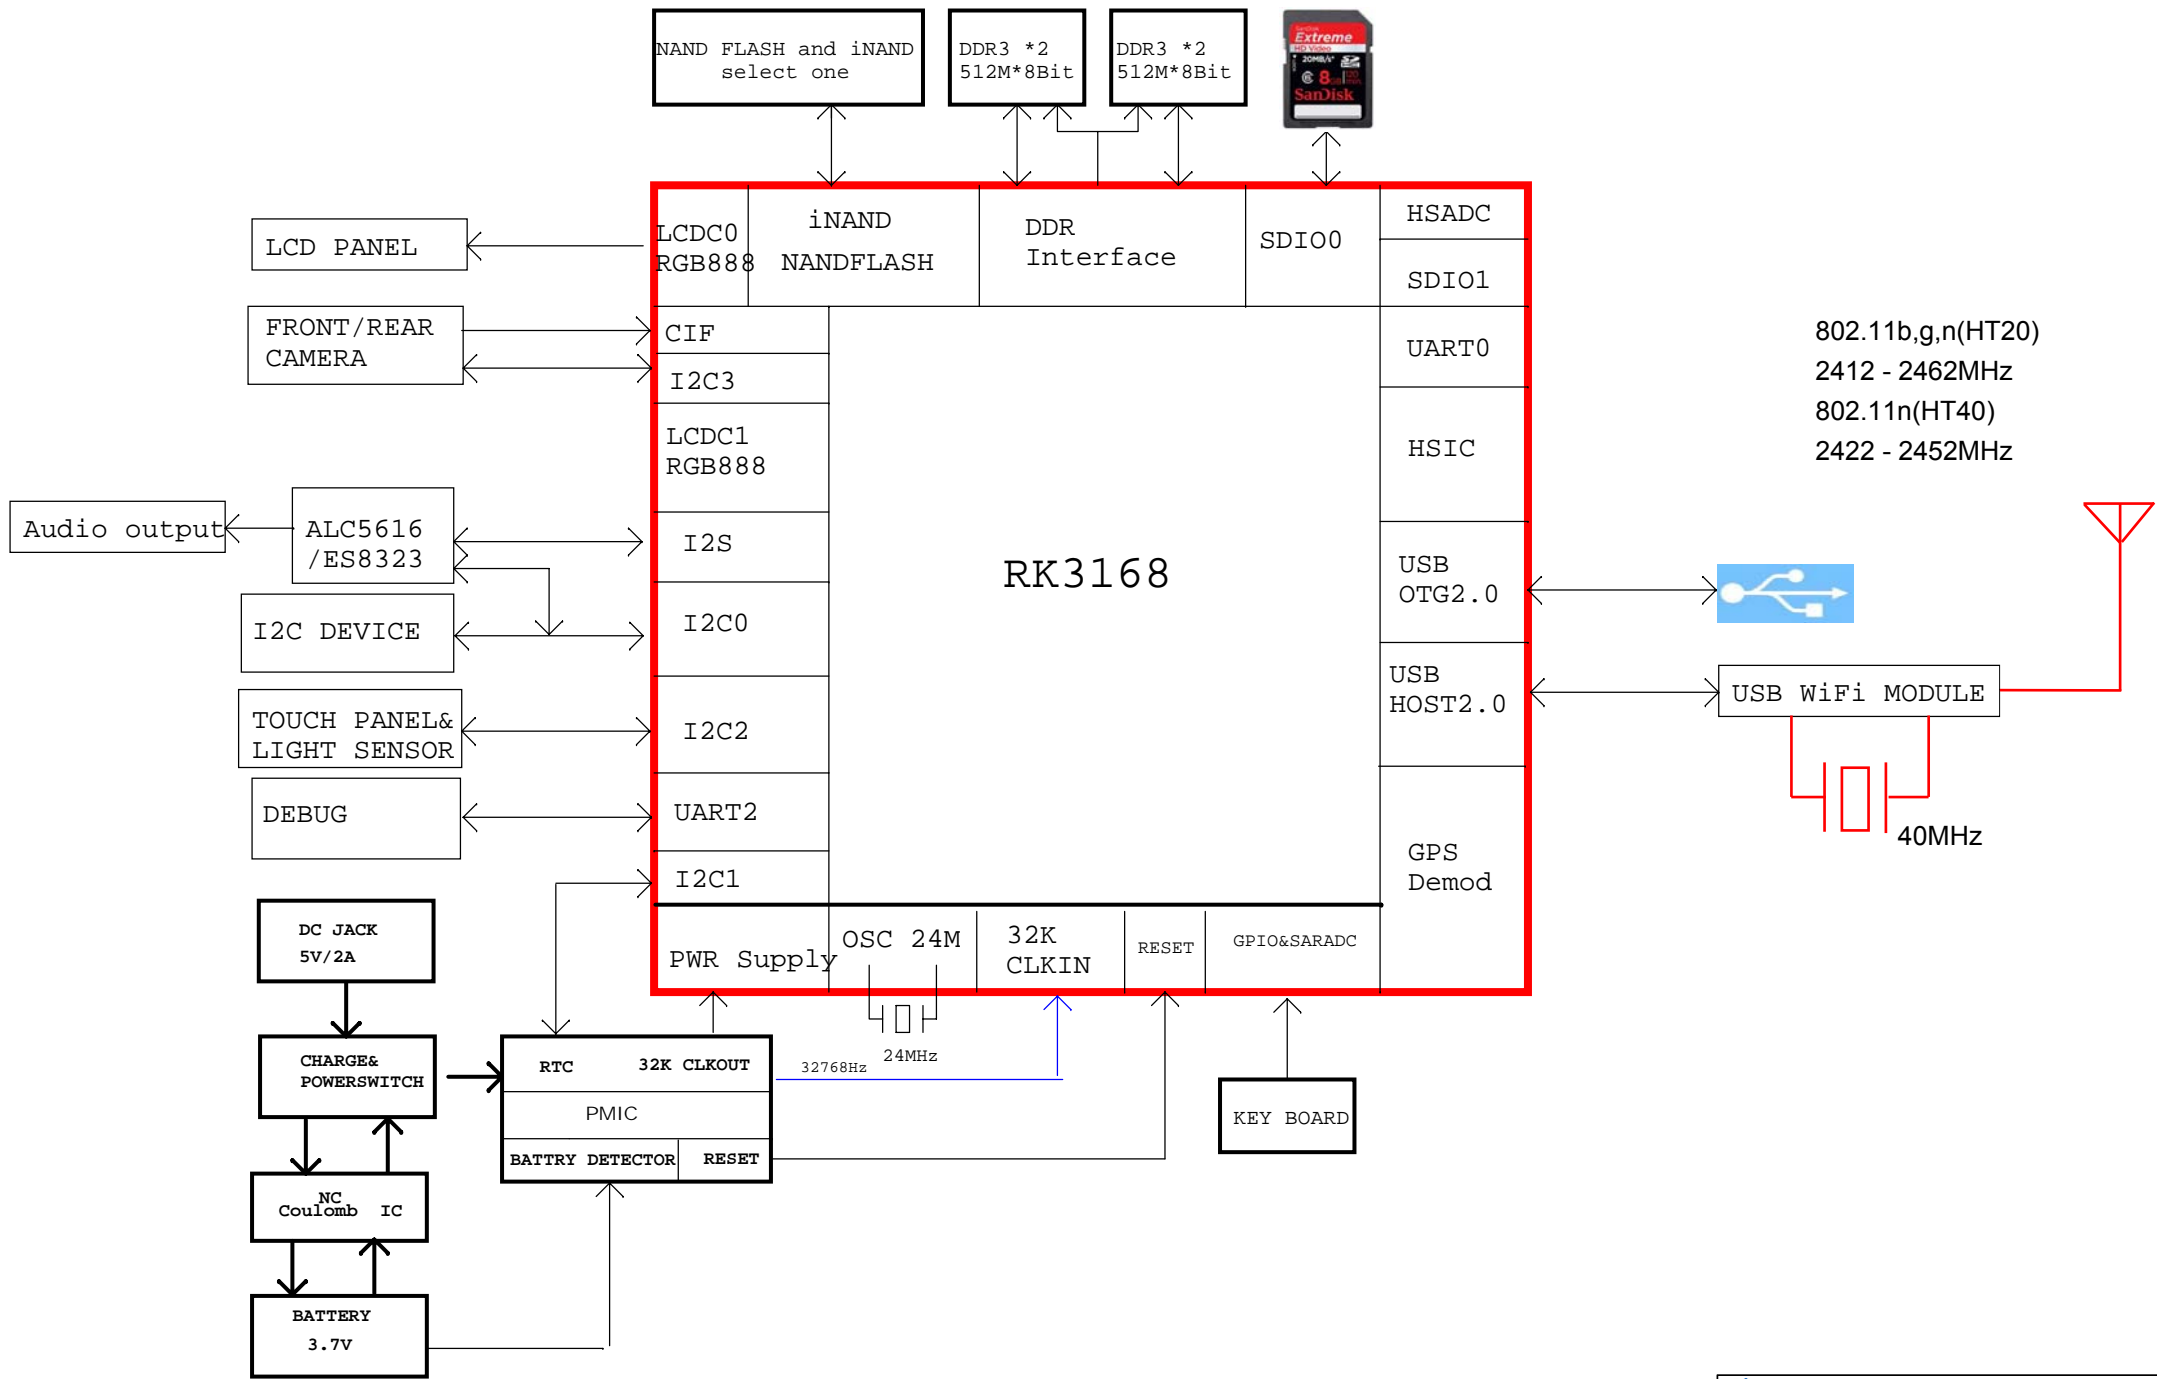 NAND FLASH and iNAND
select one
DDR3 *2
512M*8Bit
DDR3 *2
512M*8Bit
SanDisk
Extreme
HD Video
20MB/s*
8GB
SanDisk
LCDC0
RGB888
iNAND
NANDFLASH
DDR
Interface
SDIO0
HSADC
SDIO1
LCD PANEL
FRONT/REAR
CAMERA
CIF
I2C3
UART0
802.11b,g,n(HT20)
2412 - 2462MHz
802.11n(HT40)
2422 - 2452MHz
LCDC1
RGB888
HSIC
Audio output
ALC5616
/ES8323
I2S
RK3168
USB
OTG2.0
I2C DEVICE
I2C0
USB
HOST2.0
USB WiFi MODULE
TOUCH PANEL&
LIGHT SENSOR
I2C2
DEBUG
UART2
40MHz
I2C1
GPS
Demod
DC JACK
5V/2A
PWR Supply
OSC 24M
32K
CLKIN
RESET
GPIO&SARADC
24MHz
CHARGE&
POWERSWITCH
RTC
32K CLKOUT
32768Hz
PMIC
BATTRY DETECTOR
RESET
KEY BOARD
NC
Coulomb IC
BATTERY
3.7V